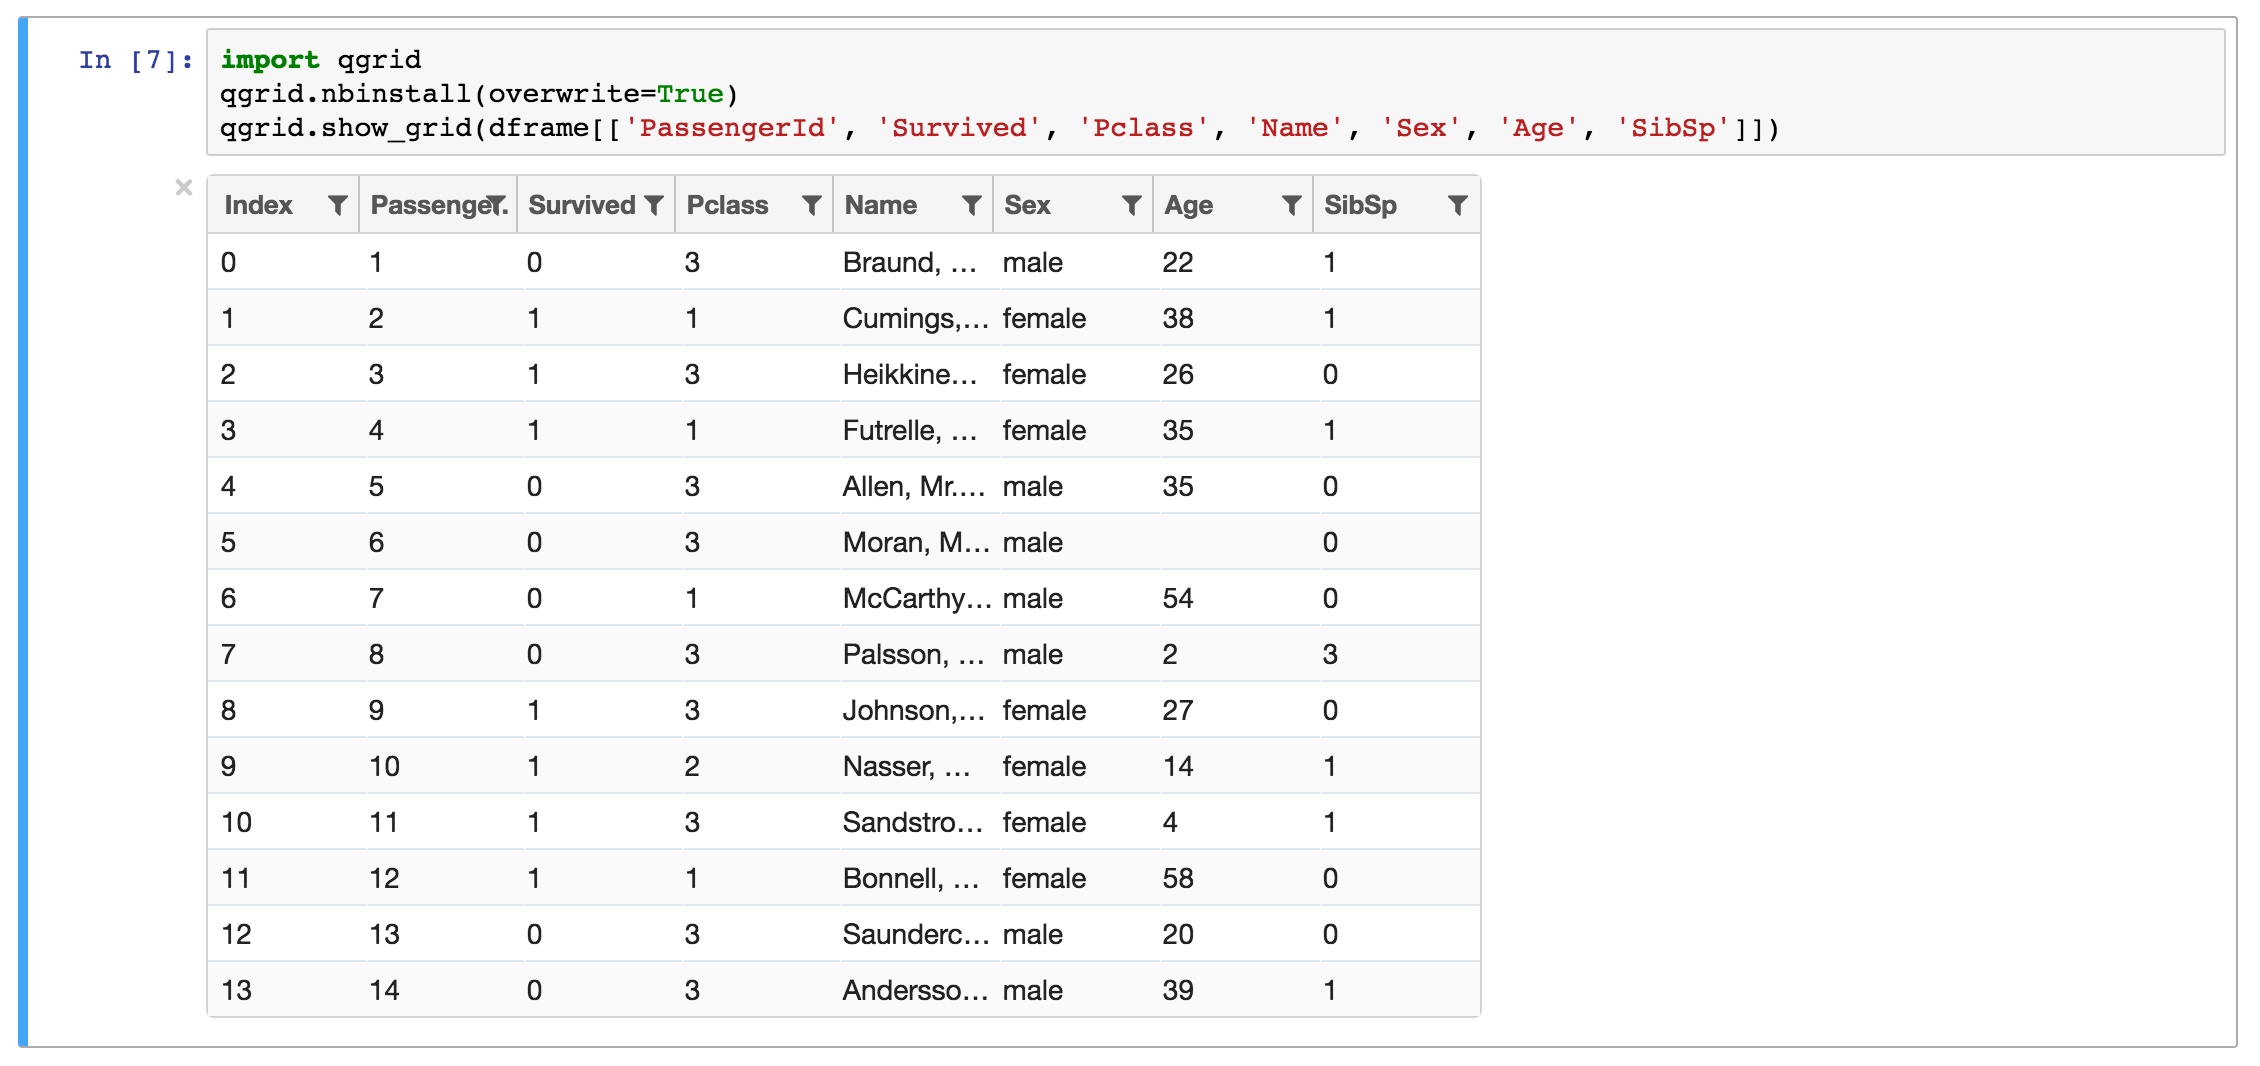 In [7]: import qgrid
qgrid.nbinstall(overwrite=True)
qgrid.show_grid(dframe[['PassengerId', 'Survived', 'Pclass', 'Name', 'Sex', 'Age', 'SibSp']])
× Index Passenger.. Survived Pclass Name Sex Age SibSp
0 1 0 3 Braund, ... male 22 1
1 2 1 1 Cumings,... female 38 1
2 3 1 3 Heikkine... female 26 0
3 4 1 1 Futrelle, ... female 35 1
4 5 0 3 Allen, Mr.... male 35 0
5 6 0 3 Moran, M... male 0
6 7 0 1 McCarthy... male 54 0
7 8 0 3 Palsson, ... male 2 3
8 9 1 3 Johnson,... female 27 0
9 10 1 2 Nasser, ... female 14 1
10 11 1 3 Sandstro... female 4 1
11 12 1 1 Bonnell, ... female 58 0
12 13 0 3 Saunderc... male 20 0
13 14 0 3 Andersso... male 39 1